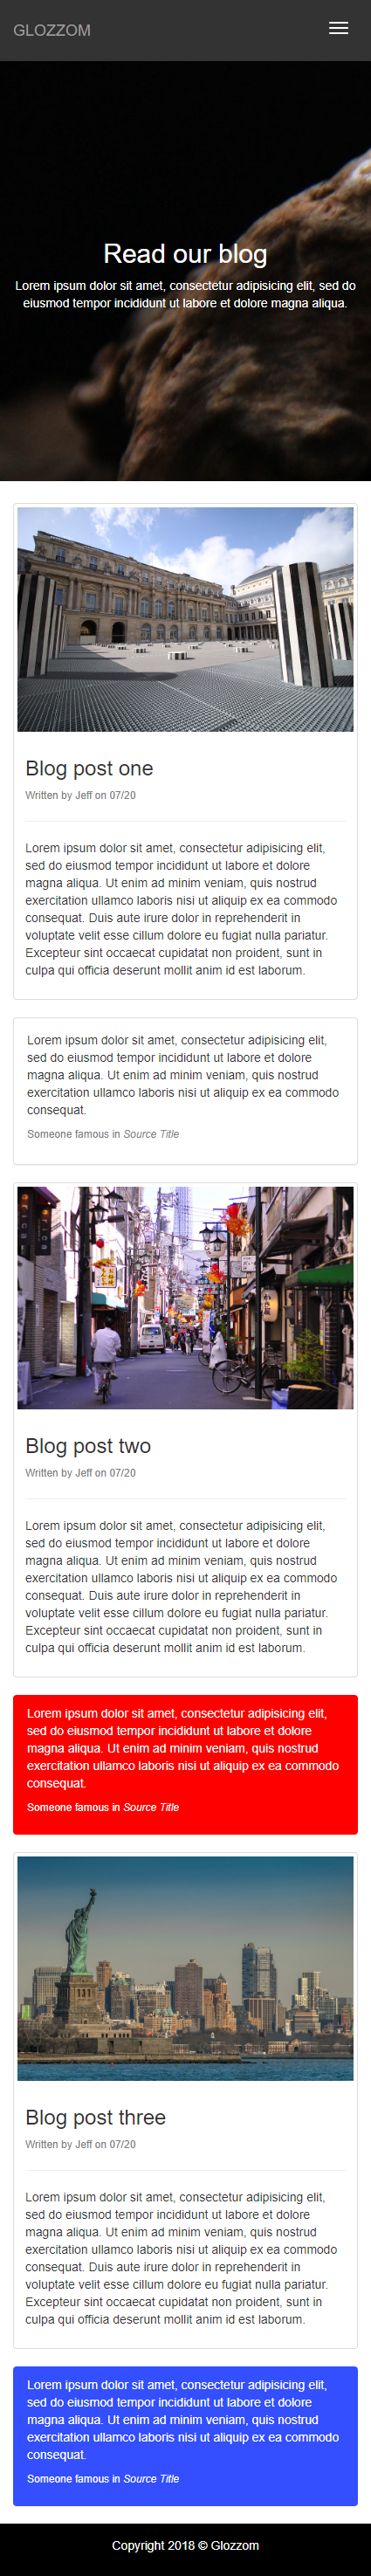 GLOZZOM
Read our blog
Lorem ipsum dolor sit amet, consectetur adipisicing elit, sed do
eiusmod tempor incididunt ut labore et dolore magna aliqua.
Blog post one
Written by Jeff on 07/20
Lorem ipsum dolor sit amet, consectetur adipisicing elit,
sed do eiusmod tempor incididunt ut labore et dolore
magna aliqua. Ut enim ad minim veniam, quis nostrud
exercitation ullamco laboris nisi ut aliquip ex ea commodo
consequat. Duis aute irure dolor in reprehenderit in
voluptate velit esse cillum dolore eu fugiat nulla pariatur.
Excepteur sint occaecat cupidatat non proident, sunt in
culpa qui officia deserunt mollit anim id est laborum.
Lorem ipsum dolor sit amet, consectetur adipisicing elit,
sed do eiusmod tempor incididunt ut labore et dolore
magna aliqua. Ut enim ad minim veniam, quis nostrud
exercitation ullamco laboris nisi ut aliquip ex ea commodo
consequat.
Someone famous in Source Title
Blog post two
Written by Jeff on 07/20
Lorem ipsum dolor sit amet, consectetur adipisicing elit,
sed do eiusmod tempor incididunt ut labore et dolore
magna aliqua. Ut enim ad minim veniam, quis nostrud
exercitation ullamco laboris nisi ut aliquip ex ea commodo
consequat. Duis aute irure dolor in reprehenderit in
voluptate velit esse cillum dolore eu fugiat nulla pariatur.
Excepteur sint occaecat cupidatat non proident, sunt in
culpa qui officia deserunt mollit anim id est laborum.
Lorem ipsum dolor sit amet, consectetur adipisicing elit,
sed do eiusmod tempor incididunt ut labore et dolore
magna aliqua. Ut enim ad minim veniam, quis nostrud
exercitation ullamco laboris nisi ut aliquip ex ea commodo
consequat.
Someone famous in Source Title
Blog post three
Written by Jeff on 07/20
Lorem ipsum dolor sit amet, consectetur adipisicing elit,
sed do eiusmod tempor incididunt ut labore et dolore
magna aliqua. Ut enim ad minim veniam, quis nostrud
exercitation ullamco laboris nisi ut aliquip ex ea commodo
consequat. Duis aute irure dolor in reprehenderit in
voluptate velit esse cillum dolore eu fugiat nulla pariatur.
Excepteur sint occaecat cupidatat non proident, sunt in
culpa qui officia deserunt mollit anim id est laborum.
Lorem ipsum dolor sit amet, consectetur adipisicing elit,
sed do eiusmod tempor incididunt ut labore et dolore
magna aliqua. Ut enim ad minim veniam, quis nostrud
exercitation ullamco laboris nisi ut aliquip ex ea commodo
consequat.
Someone famous in Source Title
Copyright 2018 © Glozzom